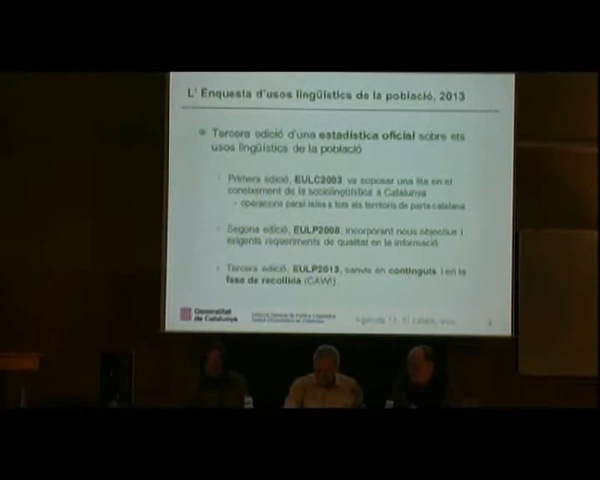 L' Enquesta d'usos lingüístics de la població, 2013
Tercera edició d'una estadística oficial sobre els
usos lingüístics de la població
Primera edició, EULC2003, va suposar una fita en el
coneixement de la sociolingüística a Catalunya
- operacions paral·leles a tots els territoris de parla catalana
Segona edició, EULP2008, incorporant nous objectius i
exigents requeriments de qualitat en la informació
Tercera edició, EULP2013, canvis en continguts i en la
fase de recollida (CAWI)
Generalitat
de Catalunya